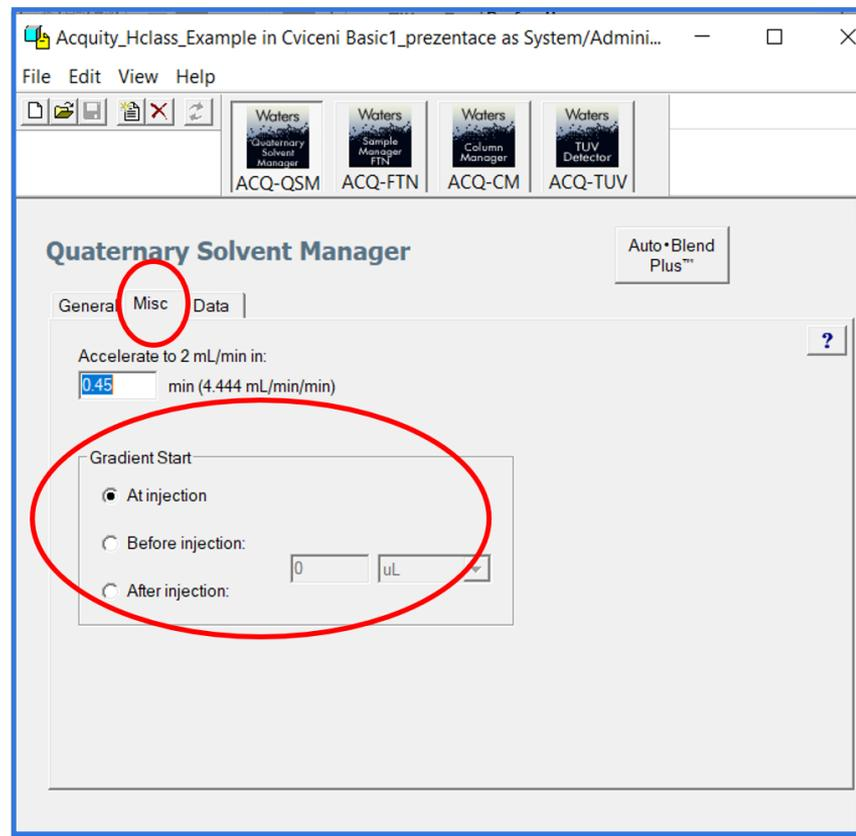 Acquity_Hclass_Example in Cviceni Basic1_prezentace as System/Admini...
File Edit View Help
Waters Quaternary Solvent Manager
ACQ-QSM
Waters Sample Manager FTN
ACQ-FTN
Waters Column Manager
ACQ-CM
Waters TUV Detector
ACQ-TUV
Quaternary Solvent Manager
Auto•Blend
Plus™
General Misc Data
?
Accelerate to 2 mL/min in:
0.45 min (4.444 mL/min/min)
Gradient Start
At injection
Before injection:
0 uL
After injection: